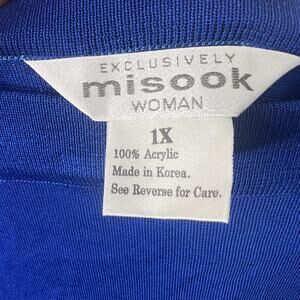 EXCLUSIVELY
misook
WOMAN
1X
100% Acrylic
Made in Korea.
See Reverse for Care.